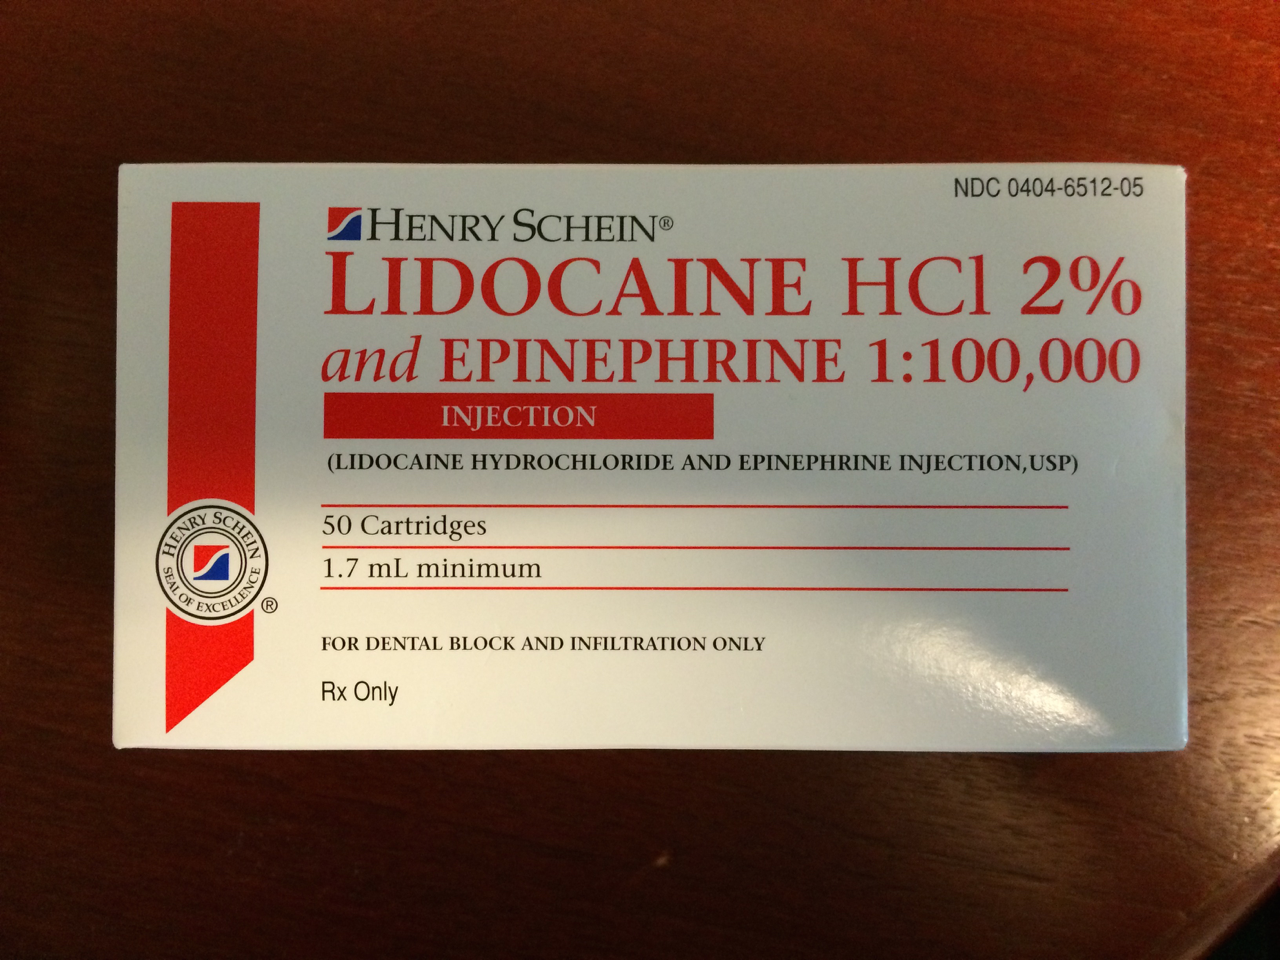 NDC 0404-6512-05
HENRY SCHEIN®
LIDOCAINE HCl 2%
and EPINEPHRINE 1:100,000
INJECTION
(LIDOCAINE HYDROCHLORIDE AND EPINEPHRINE INJECTION,USP)
50 Cartridges
1.7 mL minimum
HENRY SCHEIN
SEAL OF EXCELLENCE
®
FOR DENTAL BLOCK AND INFILTRATION ONLY
Rx Only